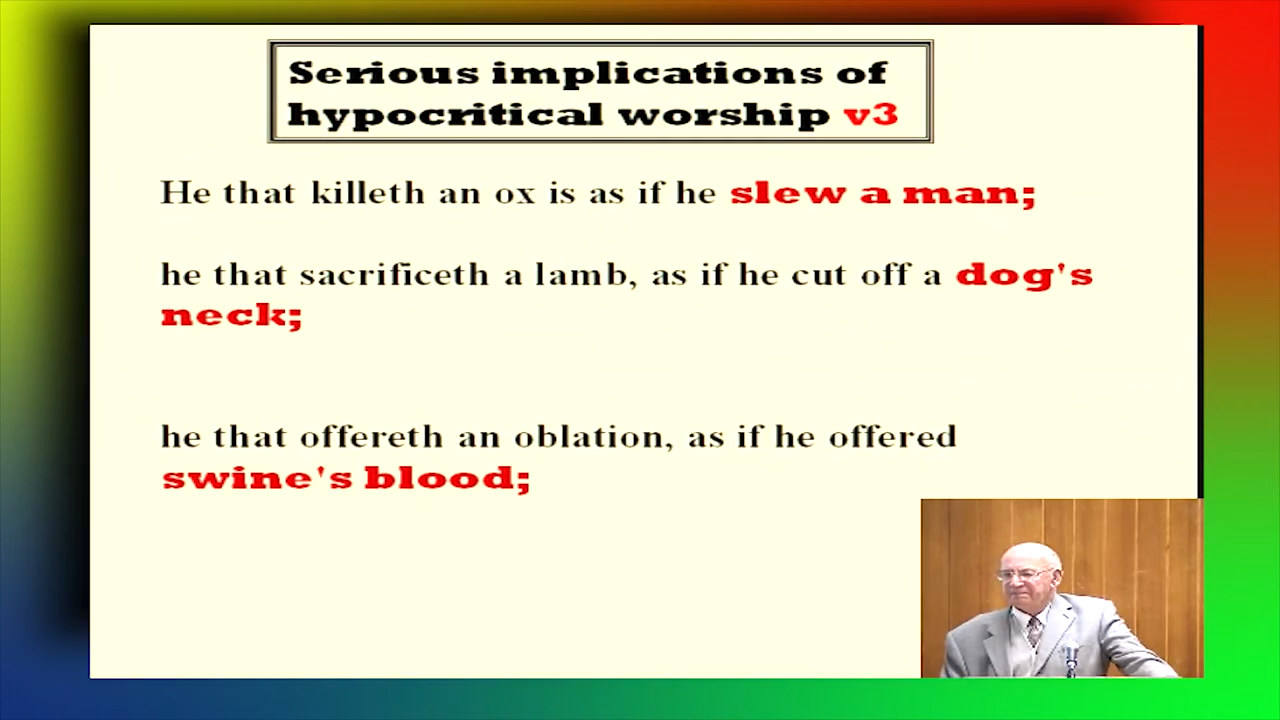 Serious implications of
hypocritical worship v3
He that killeth an ox is as if he slew a man;
he that sacrificeth a lamb, as if he cut off a dog's
neck;
he that offereth an oblation, as if he offered
swine's blood;